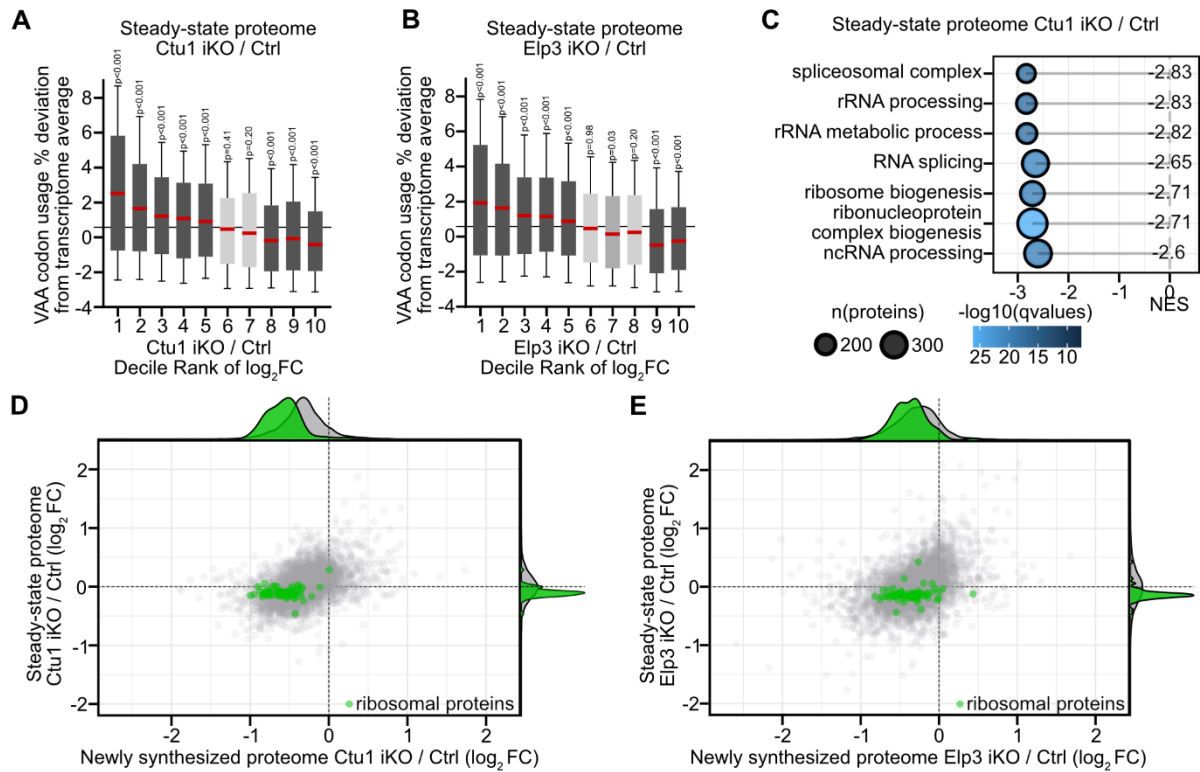 A
Steady-state proteome
Ctu1 iKO / Ctrl
VAA codon usage % deviation
from transcriptome average
8
6
4
2
0
-2
-4
p<0.001
p<0.001
p<0.001
p<0.001
p<0.001
p=0.41
p=0.20
p<0.001
p<0.001
p<0.001
1 2 3 4 5 6 7 8 9 10
Ctu1 iKO / Ctrl
Decile Rank of log2FC
B
Steady-state proteome
Elp3 iKO / Ctrl
VAA codon usage % deviation
from transcriptome average
8
6
4
2
0
-2
-4
p<0.001
p<0.001
p<0.001
p<0.001
p<0.001
p=0.98
p=0.03
p=0.20
p<0.001
p<0.001
1 2 3 4 5 6 7 8 9 10
Elp3 iKO / Ctrl
Decile Rank of log2FC
C
Steady-state proteome Ctu1 iKO / Ctrl
spliceosomal complex -2.83
rRNA processing -2.83
rRNA metabolic process -2.82
RNA splicing -2.65
ribosome biogenesis -2.71
ribonucleoprotein
complex biogenesis -2.71
ncRNA processing -2.6
-3 -2 -1 0
NES
n(proteins)
200 300
-log10(qvalues)
25 20 15 10
D
Steady-state proteome
Ctu1 iKO / Ctrl (log2 FC)
2
1
0
-1
-2
ribosomal proteins
-2 -1 0 1 2
Newly synthesized proteome Ctu1 iKO / Ctrl (log2 FC)
E
Steady-state proteome
Elp3 iKO / Ctrl (log2 FC)
2
1
0
-1
-2
ribosomal proteins
-2 -1 0 1 2
Newly synthesized proteome Elp3 iKO / Ctrl (log2 FC)